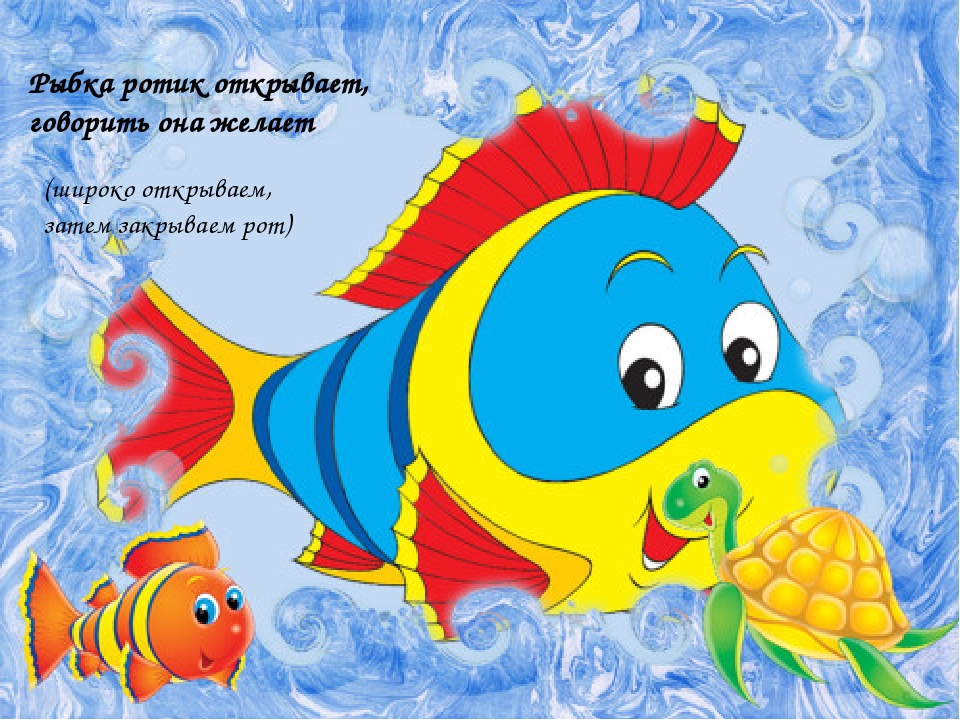 Рыбка ротик открывает,
говорить она желает
(широко открываем,
затем закрываем рот)